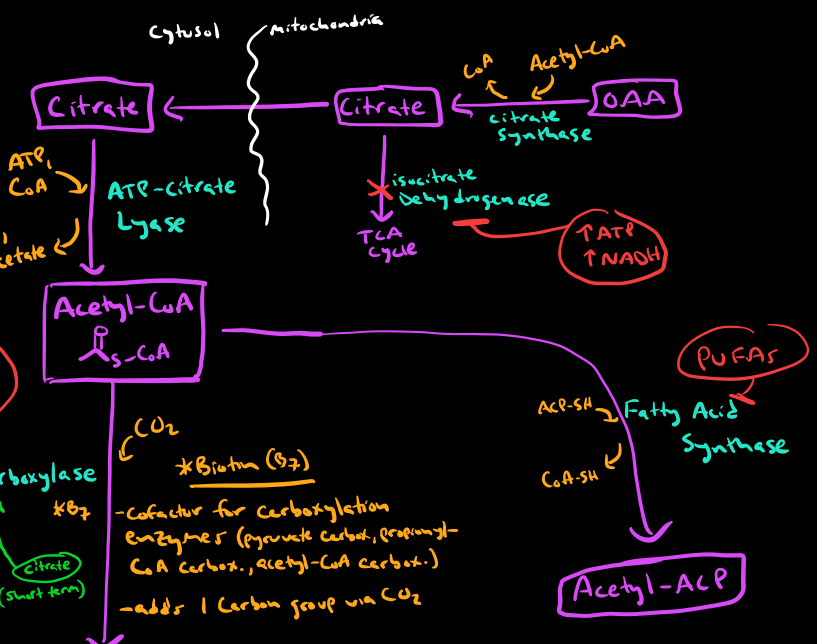 Cytusol
mitochondria
CoA
Acetyl-CoA
Citrate
Citrate
OAA
citrate
synthase
ATP,
CoA
ATP-Citrate
Lyase
isocitrate
Dehydrogenase
TCA
cycle
↑ATP
↑NADH
Acetyl-CoA
S-CoA
PUFAs
ACP-SH
Fatty Acid
Synthase
CoA-SH
CO2
*Biotin (B7)
*B7
-cofactor for carboxylation
enzymes (pyruvate carbox., propionyl-
CoA carbox., acetyl-CoA carbox.)
-adds 1 Carbon group via CO2
citrate
(short term)
Acetyl-ACP